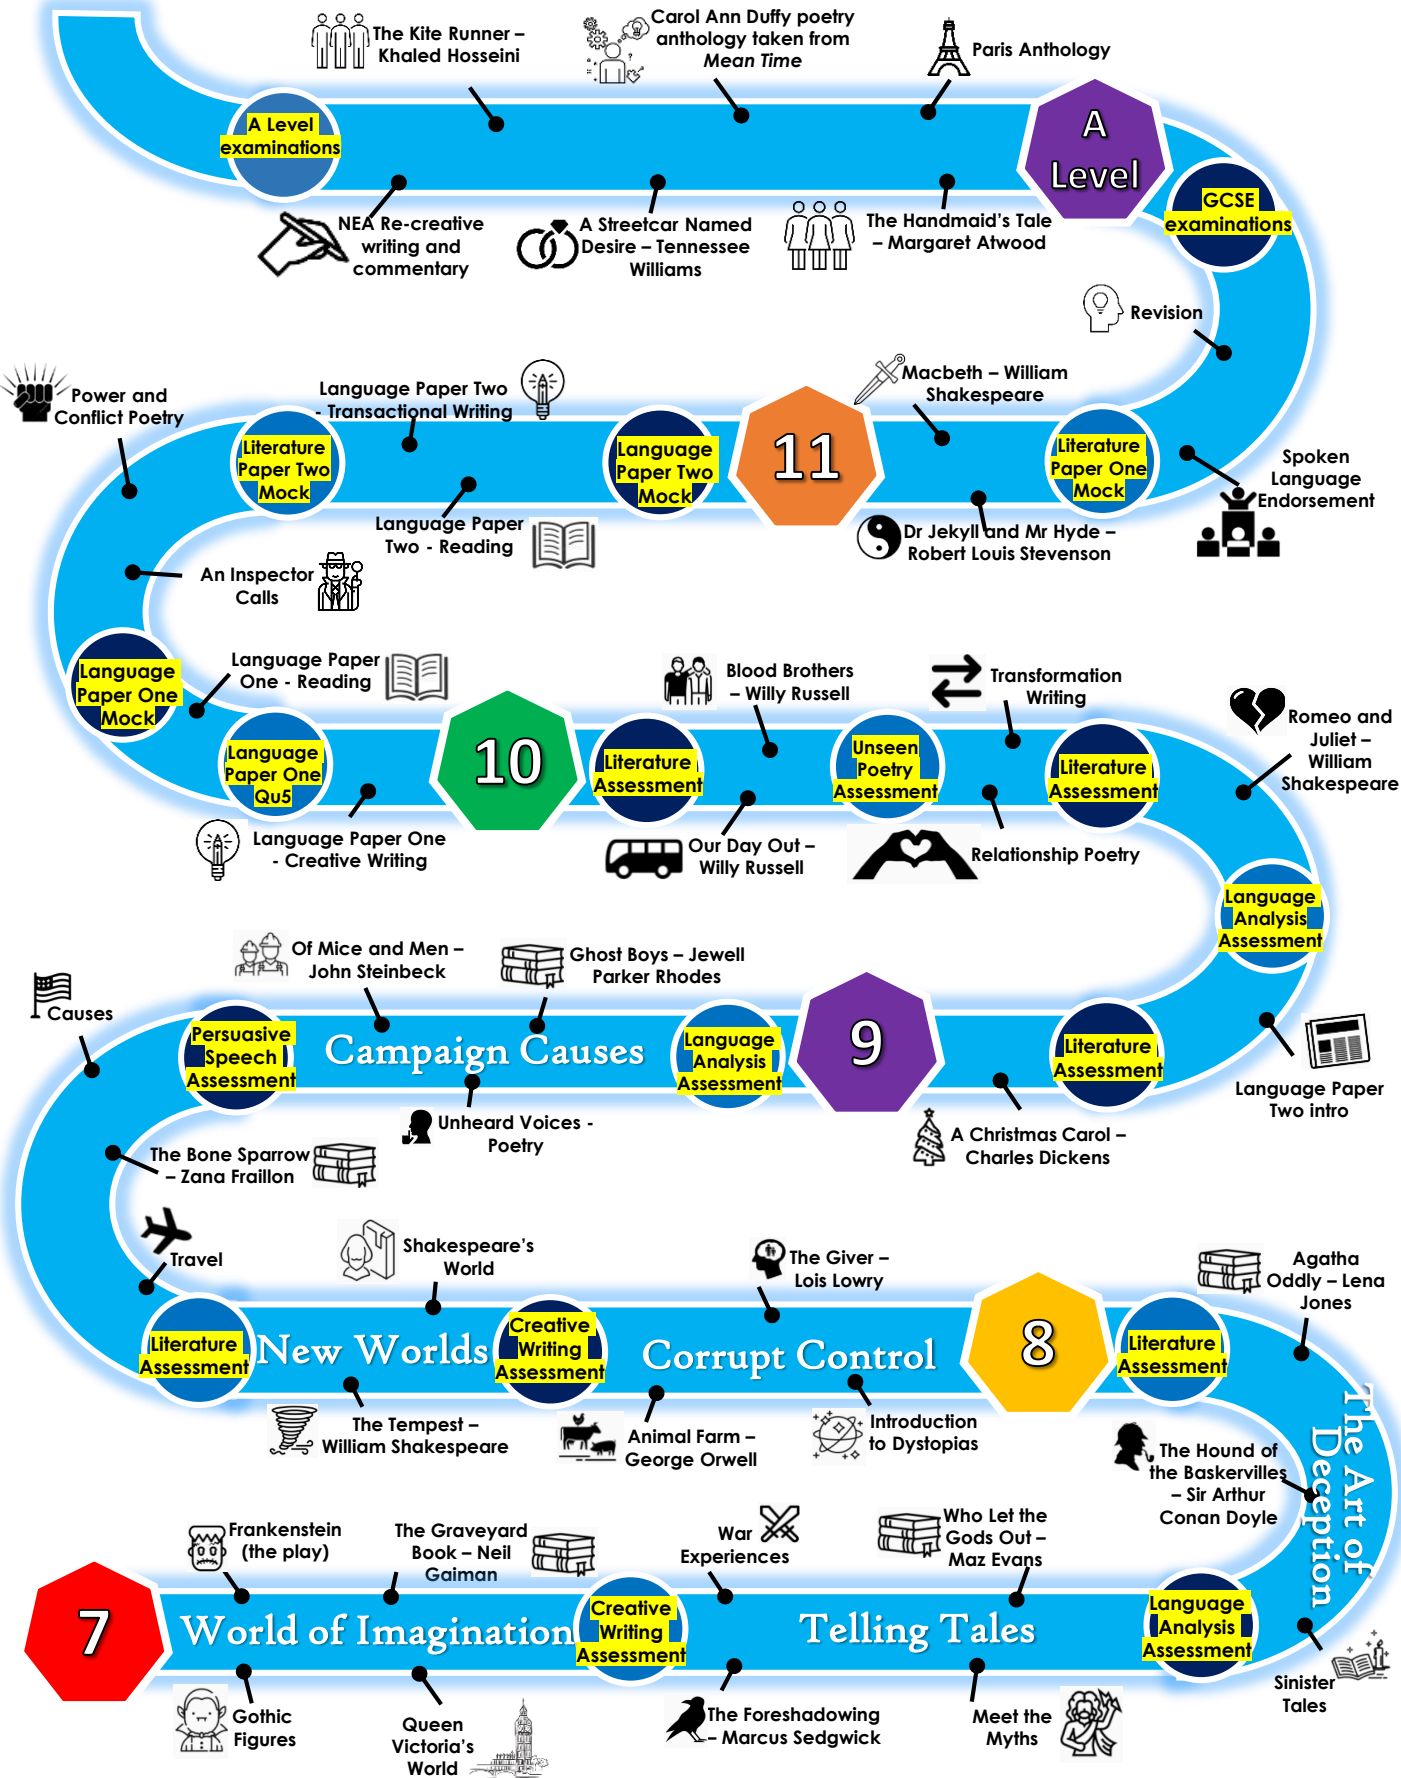 The Kite Runner –
Khaled Hosseini
Carol Ann Duffy poetry
anthology taken from
Mean Time
Paris Anthology
A
Level
A Level
examinations
NEA Re-creative
writing and
commentary
A Streetcar Named
Desire – Tennessee
Williams
The Handmaid's Tale
– Margaret Atwood
GCSE
examinations
Revision
Power and
Conflict Poetry
Language Paper Two
- Transactional Writing
Macbeth – William
Shakespeare
Literature
Paper Two
Mock
Language
Paper Two
Mock
11
Literature
Paper One
Mock
Spoken
Language
Endorsement
Language Paper
Two - Reading
Dr Jekyll and Mr Hyde –
Robert Louis Stevenson
An Inspector
Calls
Language
Paper One
Mock
Language Paper
One - Reading
Blood Brothers
– Willy Russell
Transformation
Writing
Romeo and
Juliet –
William
Shakespeare
Language
Paper One
Qu5
10
Literature
Assessment
Unseen
Poetry
Assessment
Literature
Assessment
Language Paper One
- Creative Writing
Our Day Out –
Willy Russell
Relationship Poetry
Language
Analysis
Assessment
Of Mice and Men –
John Steinbeck
Ghost Boys – Jewell
Parker Rhodes
Causes
Persuasive
Speech
Assessment
Campaign Causes
Language
Analysis
Assessment
9
Literature
Assessment
Language Paper
Two intro
Unheard Voices -
Poetry
A Christmas Carol –
Charles Dickens
The Bone Sparrow
– Zana Fraillon
Travel
Shakespeare's
World
The Giver –
Lois Lowry
Agatha
Oddly – Lena
Jones
Literature
Assessment
New Worlds
Creative
Writing
Assessment
Corrupt Control
8
Literature
Assessment
The Tempest –
William Shakespeare
Animal Farm –
George Orwell
Introduction
to Dystopias
The Hound of
the Baskervilles
– Sir Arthur
Conan Doyle
The Art of
Deception
Frankenstein
(the play)
The Graveyard
Book – Neil
Gaiman
War
Experiences
Who Let the
Gods Out –
Maz Evans
7
World of Imagination
Creative
Writing
Assessment
Telling Tales
Language
Analysis
Assessment
Sinister
Tales
Gothic
Figures
Queen
Victoria's
World
The Foreshadowing
– Marcus Sedgwick
Meet the
Myths